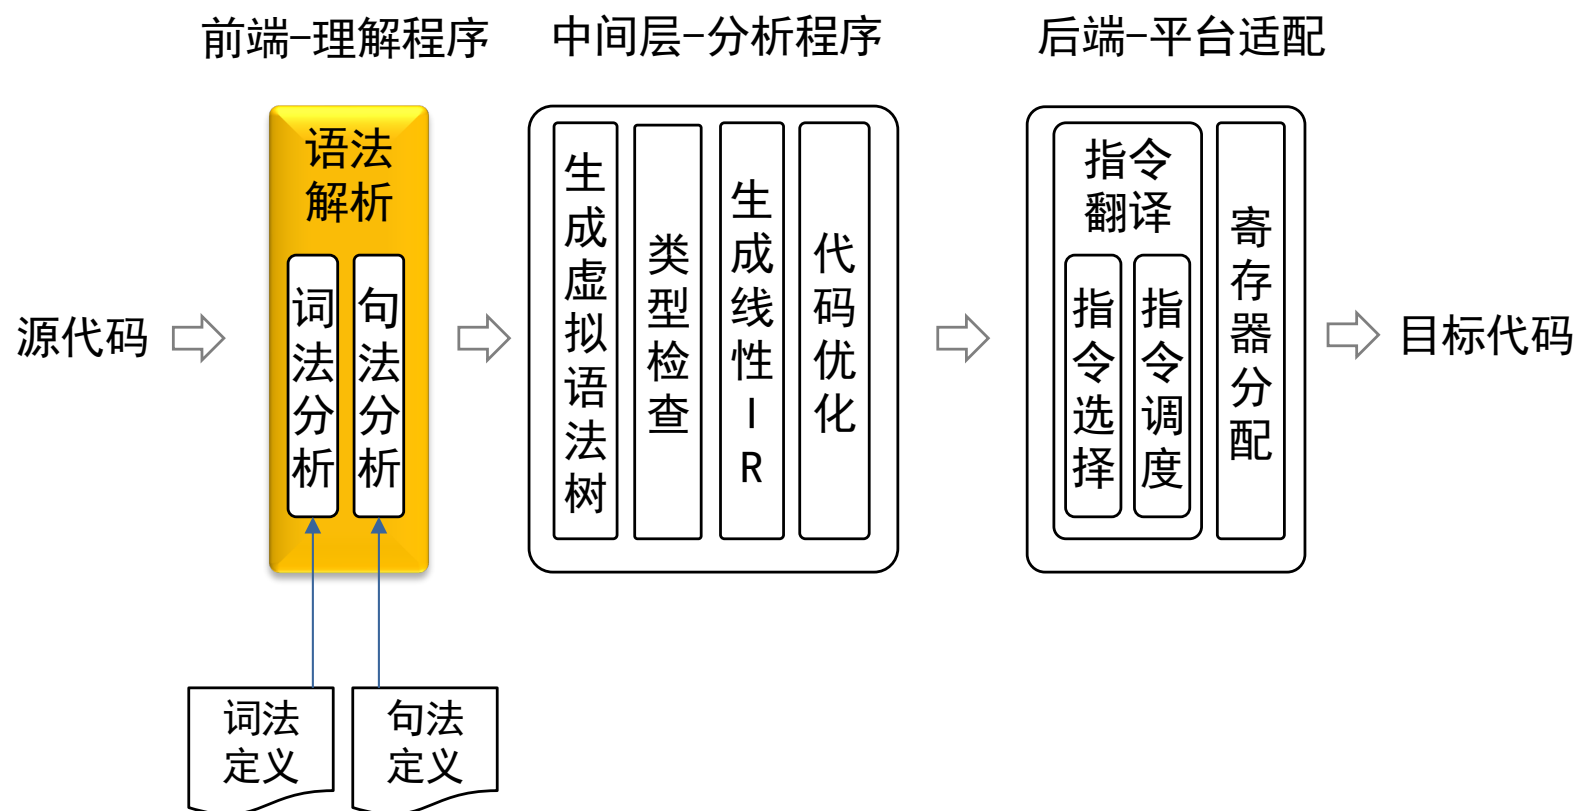 前端-理解程序
中间层-分析程序
后端-平台适配
源代码
语法
解析
词法分析
句法分析
生成虚拟语法树
类型检查
生成线性IR
代码优化
指令
翻译
指令选择
指令调度
寄存器分配
目标代码
词法
定义
句法
定义